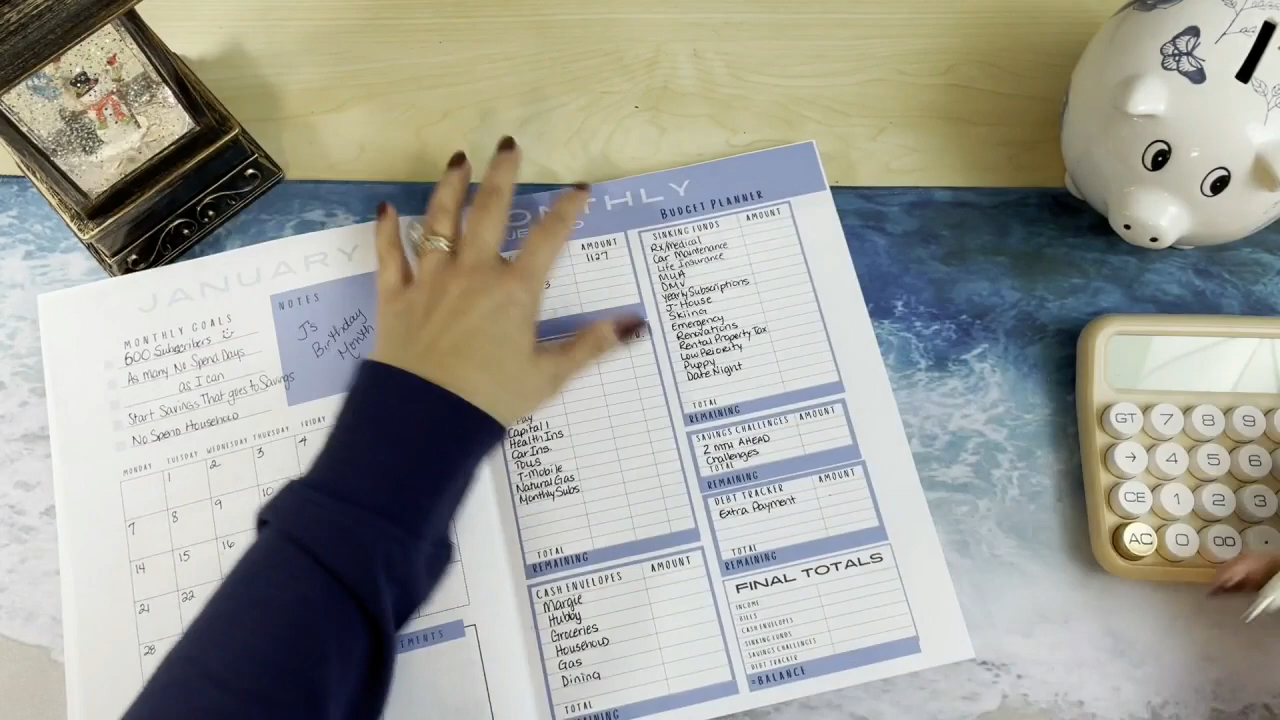 JANUARY
MONTHLY GOALS
600 Subscribers
As Many No Spend Days
as I can
Start Savings That goes to Savings
No Spend Household
NOTES
J's
Birthday
Month
MONDAY TUESDAY WEDNESDAY THURSDAY FRIDAY
1 2 3 4
7 8 9 10
14 15 16
21 22
28
MONTHLY
BUDGET PLANNER
AMOUNT
1127
3
Capital 1
Health Ins
Car Ins.
Tolls
T-Mobile
Natural Gas
Monthly Subs
TOTAL
REMAINING
CASH ENVELOPES AMOUNT
Margie
Hubby
Groceries
Household
Gas
Dining
TOTAL
SINKING FUNDS AMOUNT
Rx/Medical
Car Maintenance
Life Insurance
MUA
DMV
Yearly Subscriptions
J-House
Skiing
Emergency
Renovations
Rental Property Tax
Low Priority
Puppy
Date Night
TOTAL
REMAINING
SAVINGS CHALLENGES AMOUNT
2 MTH AHEAD
Challenges
TOTAL
REMAINING
DEBT TRACKER AMOUNT
Extra Payment
TOTAL
REMAINING
FINAL TOTALS
INCOME
BILLS
CASH ENVELOPES
SINKING FUNDS
SAVINGS CHALLENGES
DEBT TRACKER
=BALANCE
GT 7 8 9
→ 4 5 6
CE 1 2 3
AC 0 00 .